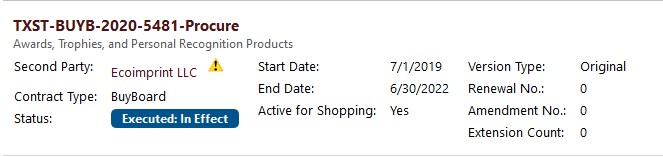 TXST-BUYB-2020-5481-Procure
Awards, Trophies, and Personal Recognition Products
Second Party: Ecoimprint LLC Start Date: 7/1/2019 Version Type: Original
End Date: 6/30/2022 Renewal No.: 0
Contract Type: BuyBoard Active for Shopping: Yes Amendment No.: 0
Status: Executed: In Effect Extension Count: 0